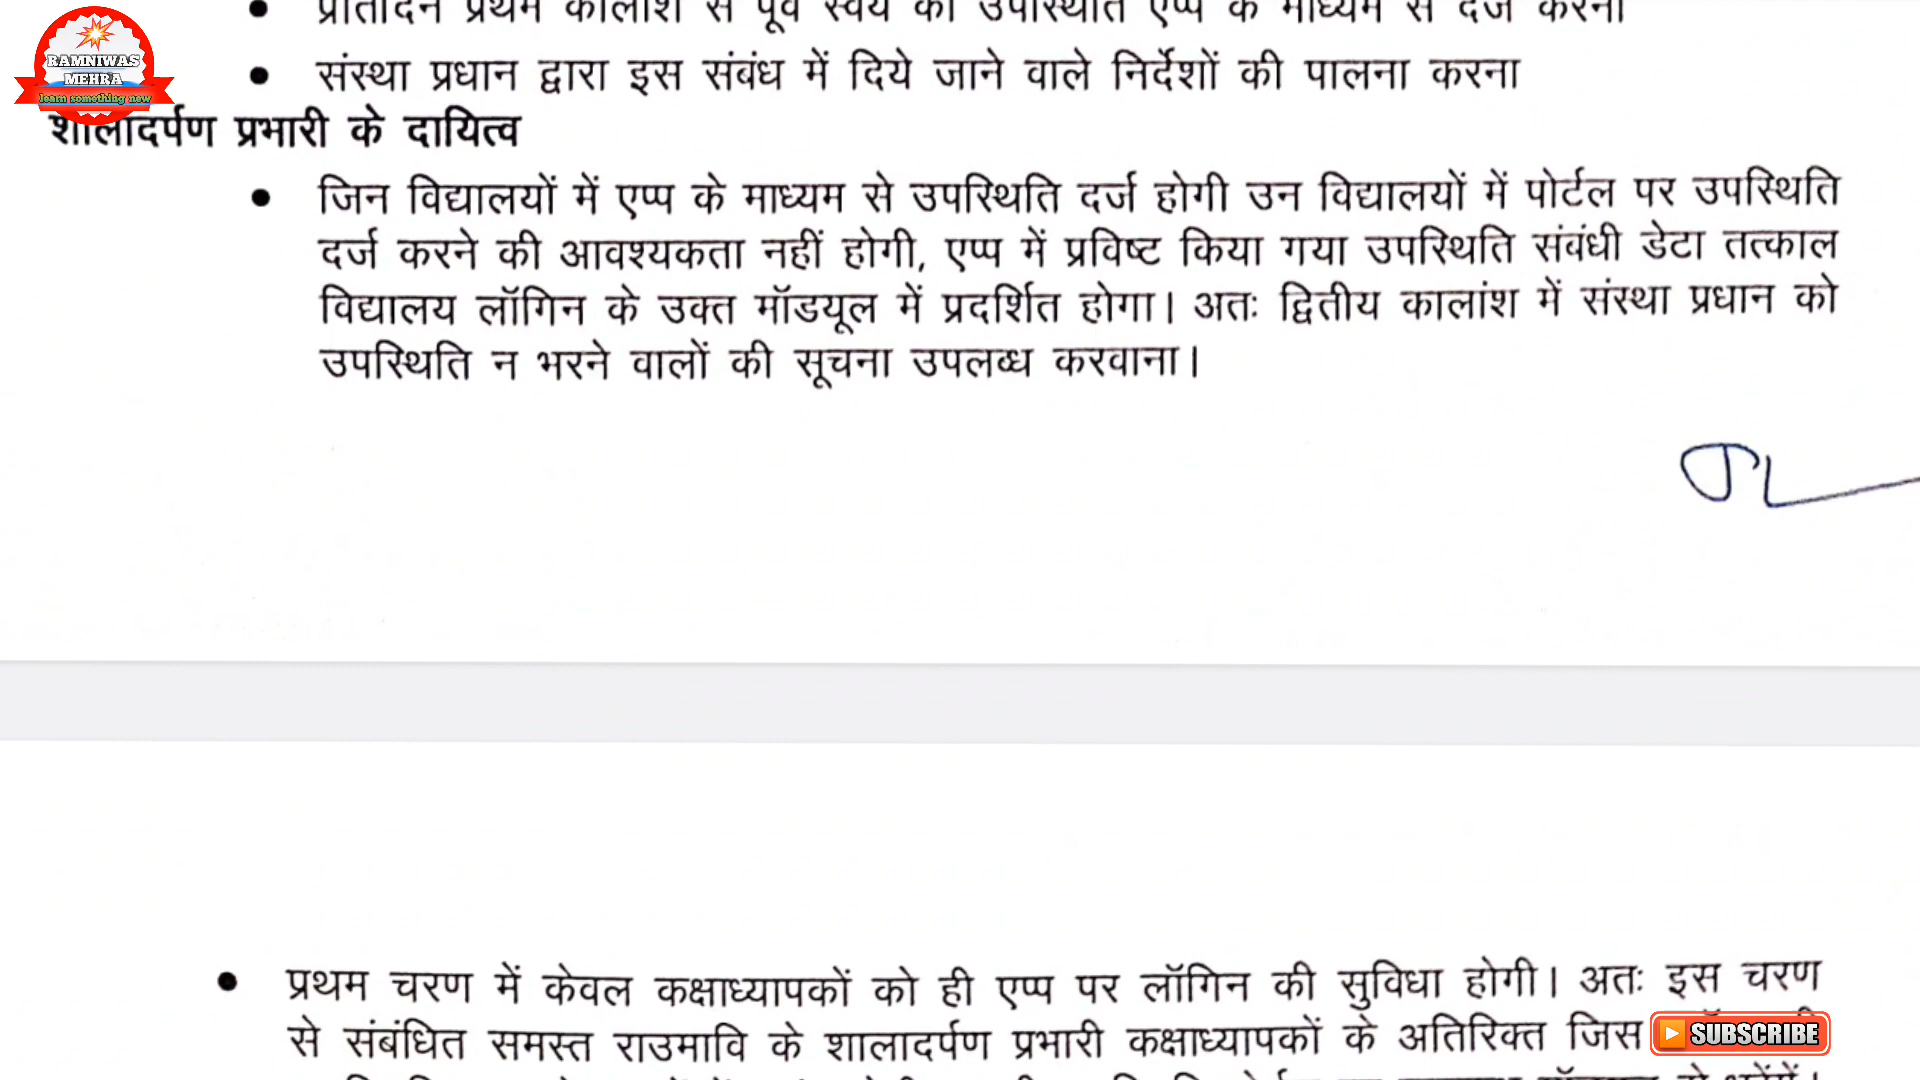 प्रतिदिन प्रथम कालांश से पूर्व स्वयं की उपस्थिति एप्प के माध्यम से दर्ज करना
RAMNIWAS
MEHRA
learn something new
संस्था प्रधान द्वारा इस संबंध में दिये जाने वाले निर्देशों की पालना करना
शालादर्पण प्रभारी के दायित्व
जिन विद्यालयों में एप्प के माध्यम से उपस्थिति दर्ज होगी उन विद्यालयों में पोर्टल पर उपस्थिति
दर्ज करने की आवश्यकता नहीं होगी, एप्प में प्रविष्ट किया गया उपस्थिति संबंधी डेटा तत्काल
विद्यालय लॉगिन के उक्त मॉडयूल में प्रदर्शित होगा। अतः द्वितीय कालांश में संस्था प्रधान को
उपस्थिति न भरने वालों की सूचना उपलब्ध करवाना।
प्रथम चरण में केवल कक्षाध्यापकों को ही एप्प पर लॉगिन की सुविधा होगी। अतः इस चरण
से संबंधित समस्त राउमावि के शालादर्पण प्रभारी कक्षाध्यापकों के अतिरिक्त जिस
SUBSCRIBE